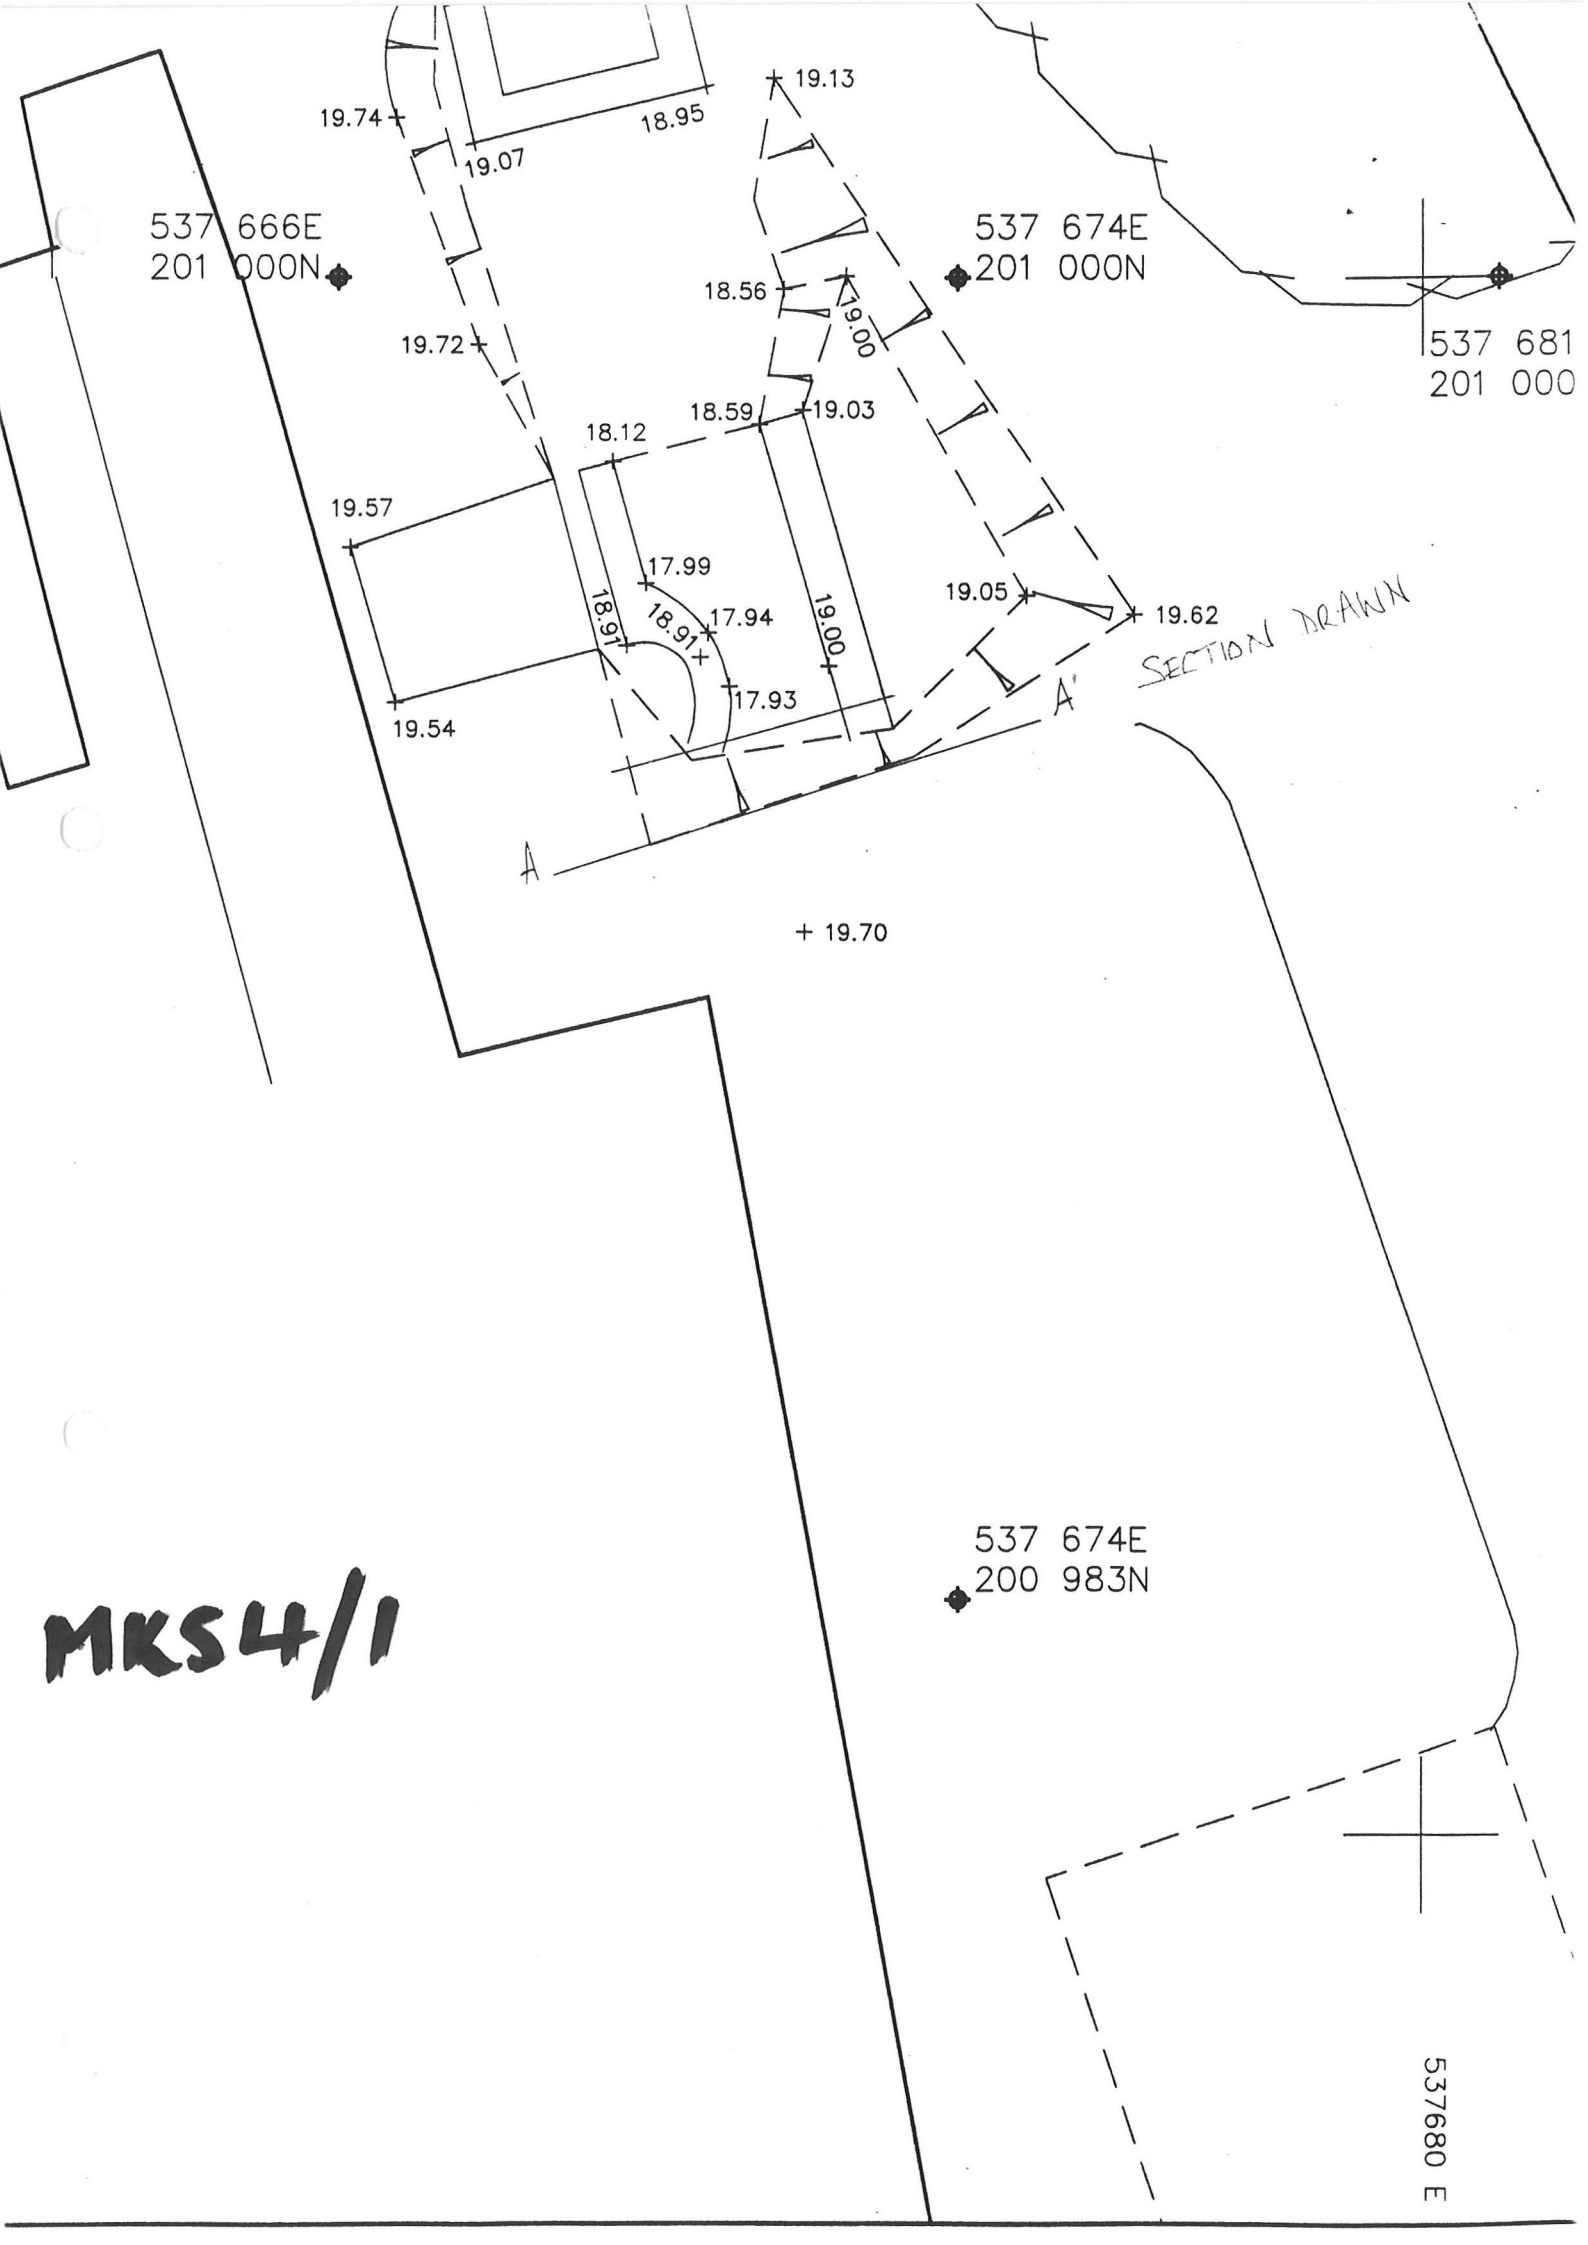 19.13
19.74
18.95
19.07
537 666E
201 000N
537 674E
201 000N
18.56
19.00
537 681
201 000
19.72
18.59
19.03
18.12
19.57
17.99
18.91
18.91
17.94
19.00
19.05
19.62
SECTION DRAWN
17.93
A'
19.54
A
19.70
537 674E
200 983N
MKS4/1
537680 E